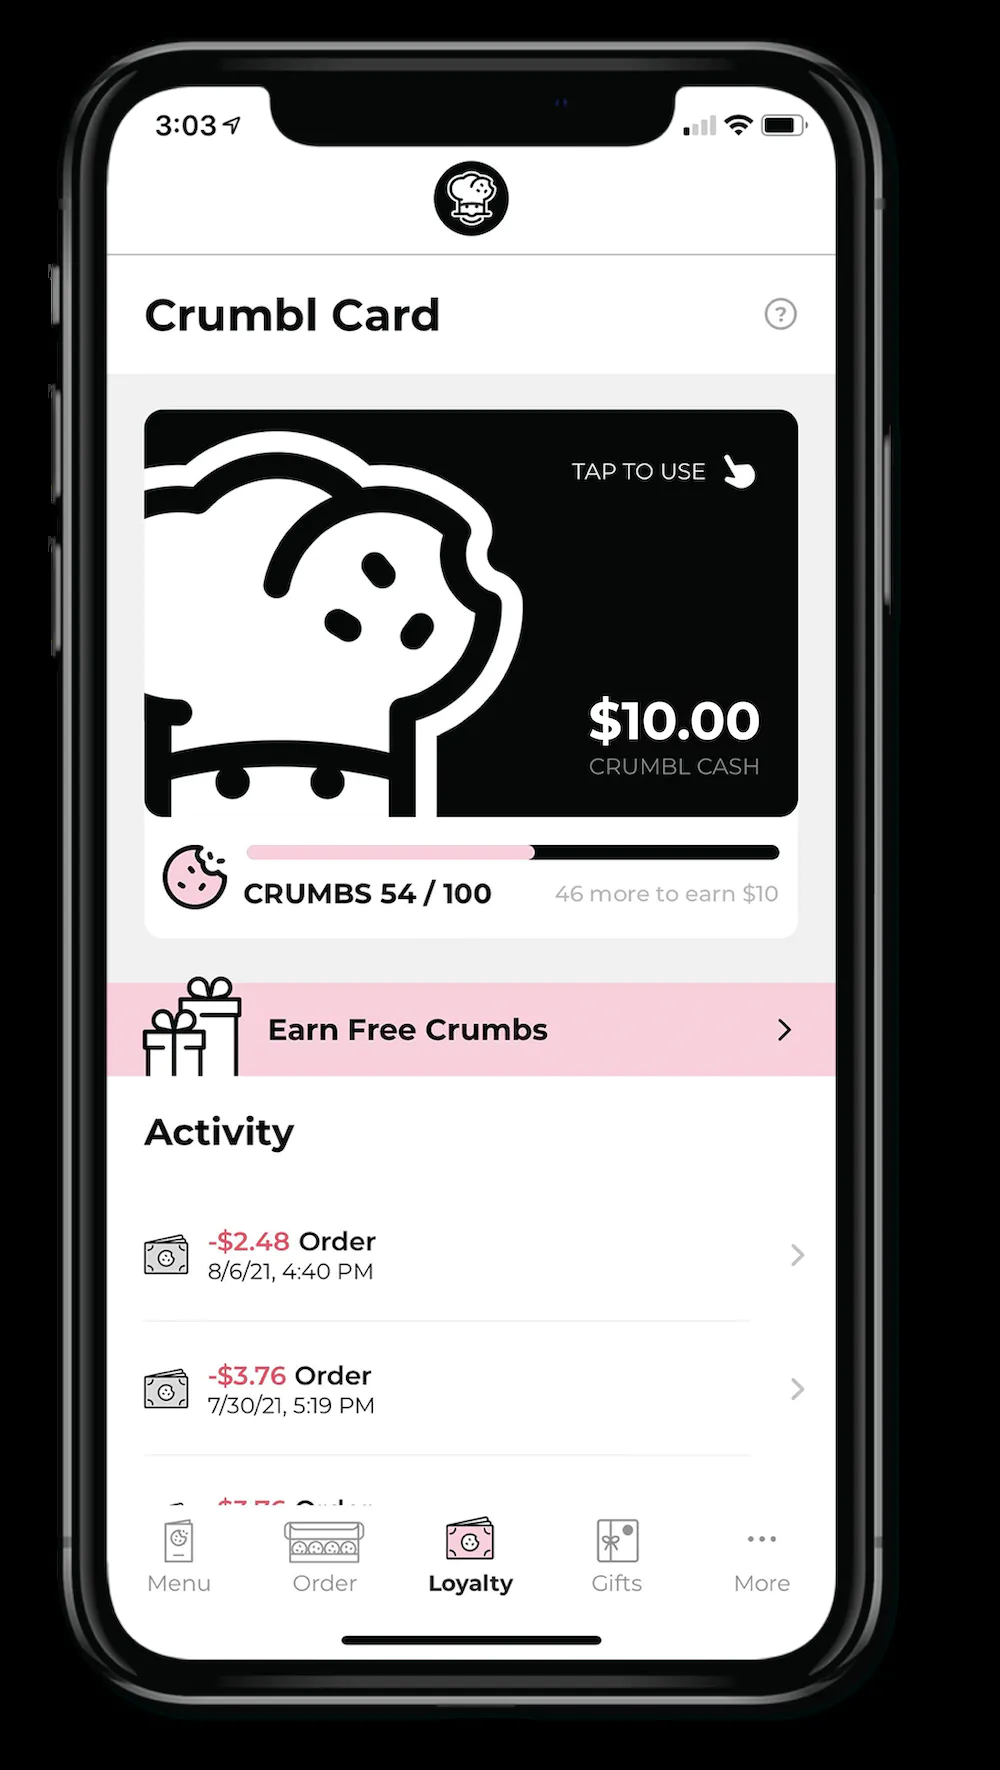 3:03
Crumbl Card
?
TAP TO USE
$10.00
CRUMBL CASH
CRUMBS 54 / 100
46 more to earn $10
Earn Free Crumbs
Activity
-$2.48 Order
8/6/21, 4:40 PM
-$3.76 Order
7/30/21, 5:19 PM
Menu
Order
Loyalty
Gifts
More